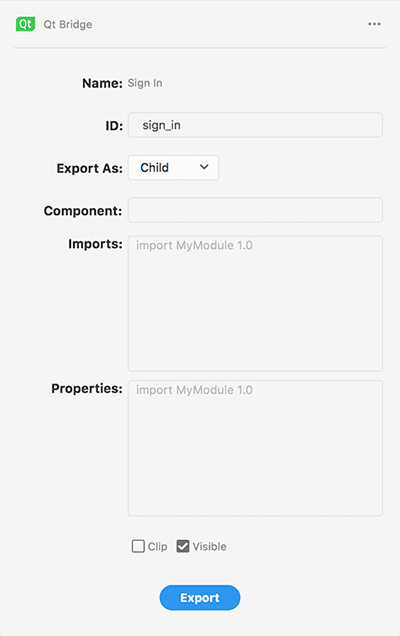 Qt Qt Bridge ...
Name: Sign In
ID: sign_in
Export As: Child
Component:
Imports: import MyModule 1.0
Properties: import MyModule 1.0
Clip Visible
Export